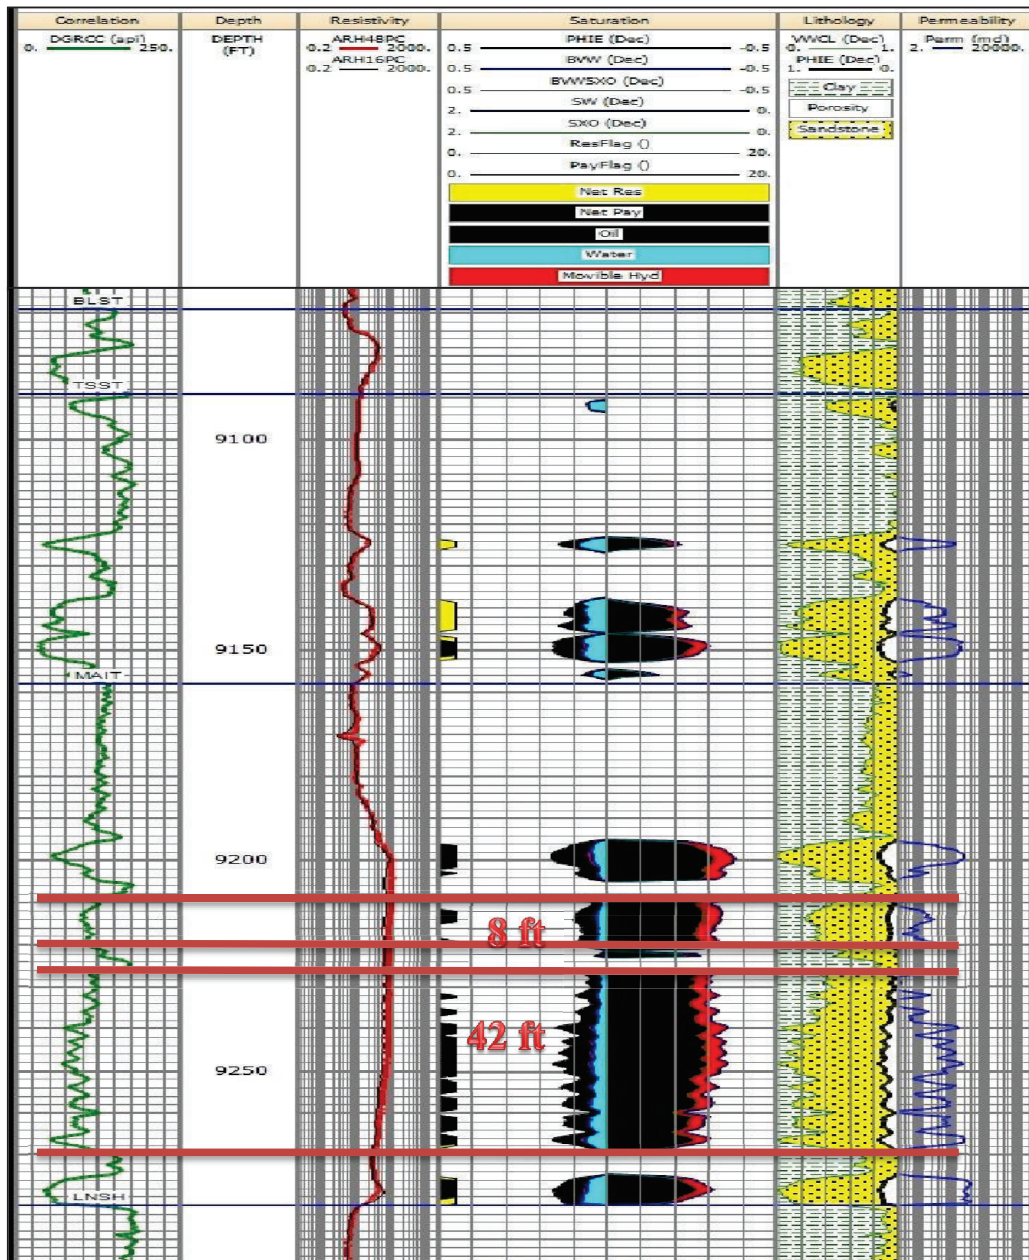 Correlation Depth Resistivity Saturation Lithology Permeability
DGRCC (api)
0. 250.
DEPTH
(FT)
ARH48PC
0.2 2000.
ARH16PC
0.2 2000.
PHIE (Dec)
0.5 -0.5
BVW (Dec)
0.5 -0.5
BVWSXO (Dec)
0.5 -0.5
SW (Dec)
2. 0.
SXO (Dec)
2. 0.
ResFlag ()
0. 20.
PayFlag ()
0. 20.
Net Res
Net Pay
Oil
Water
Movible Hyd
VWCL (Dec)
0. 1.
PHIE (Dec)
1. 0.
Clay
Porosity
Sandstone
Perm (md)
2. 20000.
BLST
TSST
9100
9150
MAIT
9200
8 ft
42 ft
9250
LNSH